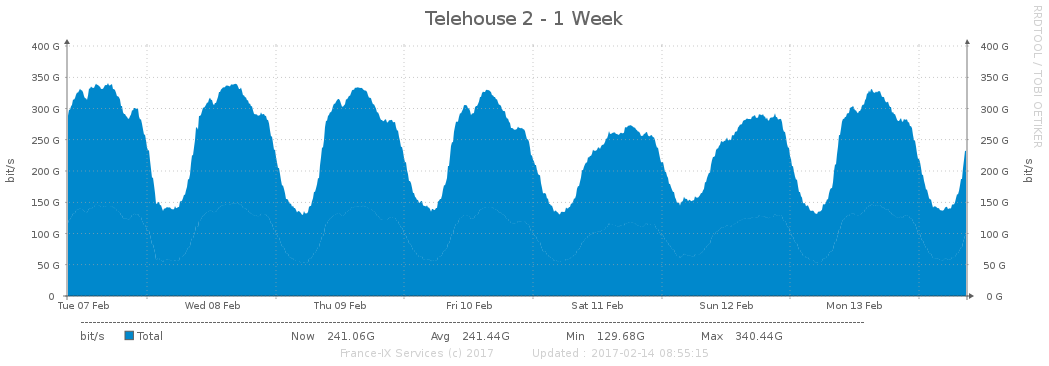 Telehouse 2 - 1 Week
RRDTOOL / TOBI OETIKER
400 G 400 G
350 G 350 G
300 G 300 G
250 G 250 G
200 G 200 G
150 G 150 G
100 G 100 G
50 G 50 G
0 0 G
bit/s bit/s
Tue 07 Feb Wed 08 Feb Thu 09 Feb Fri 10 Feb Sat 11 Feb Sun 12 Feb Mon 13 Feb
bit/s Total Now 241.06G Avg 241.44G Min 129.68G Max 340.44G
France-IX Services (c) 2017 Updated : 2017-02-14 08:55:15